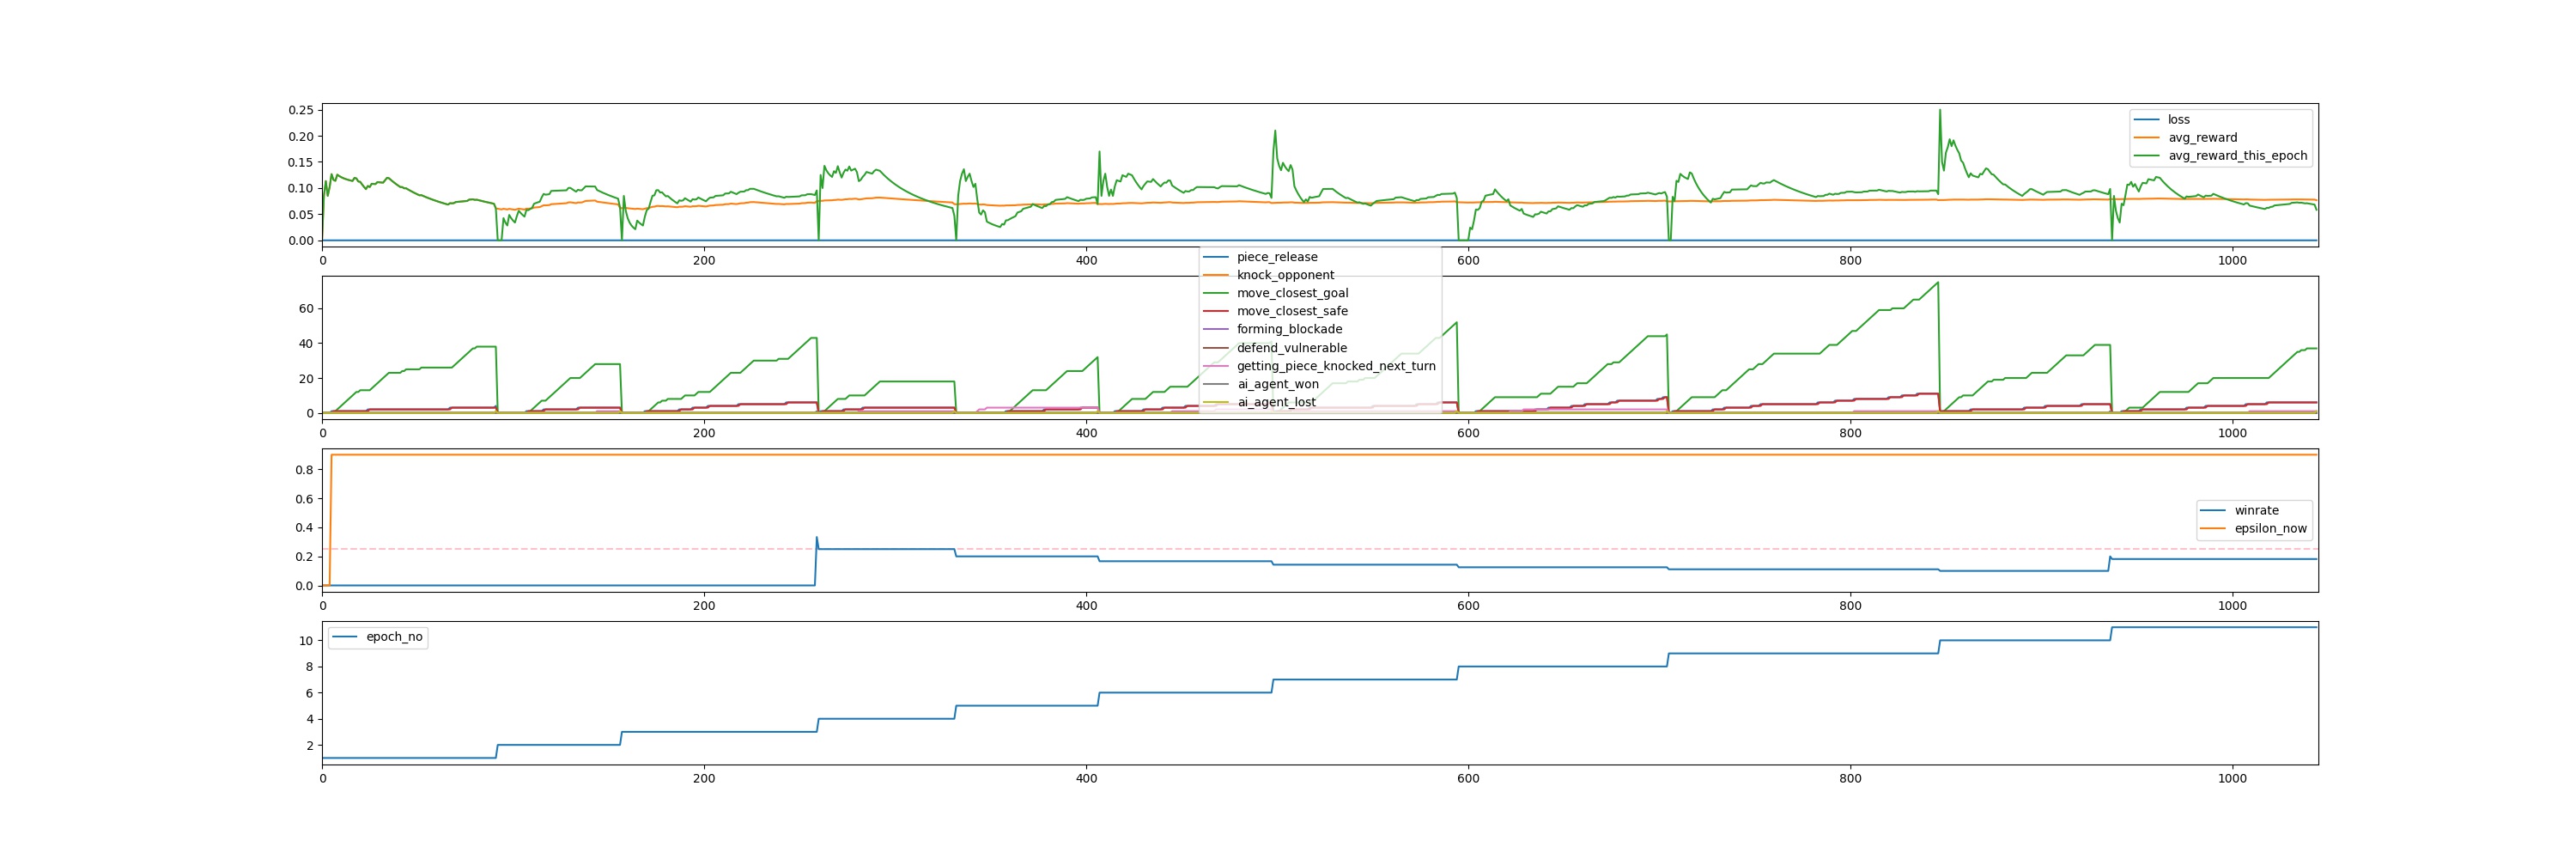 0.25
0.20
0.15
0.10
0.05
0.00
loss
avg_reward
avg_reward_this_epoch
0 200 400 600 800 1000
60
40
20
0
piece_release
knock_opponent
move_closest_goal
move_closest_safe
forming_blockade
defend_vulnerable
getting_piece_knocked_next_turn
ai_agent_won
ai_agent_lost
0 200 400 600 800 1000
0.8
0.6
0.4
0.2
0.0
winrate
epsilon_now
0 200 400 600 800 1000
epoch_no
10
8
6
4
2
0 200 400 600 800 1000